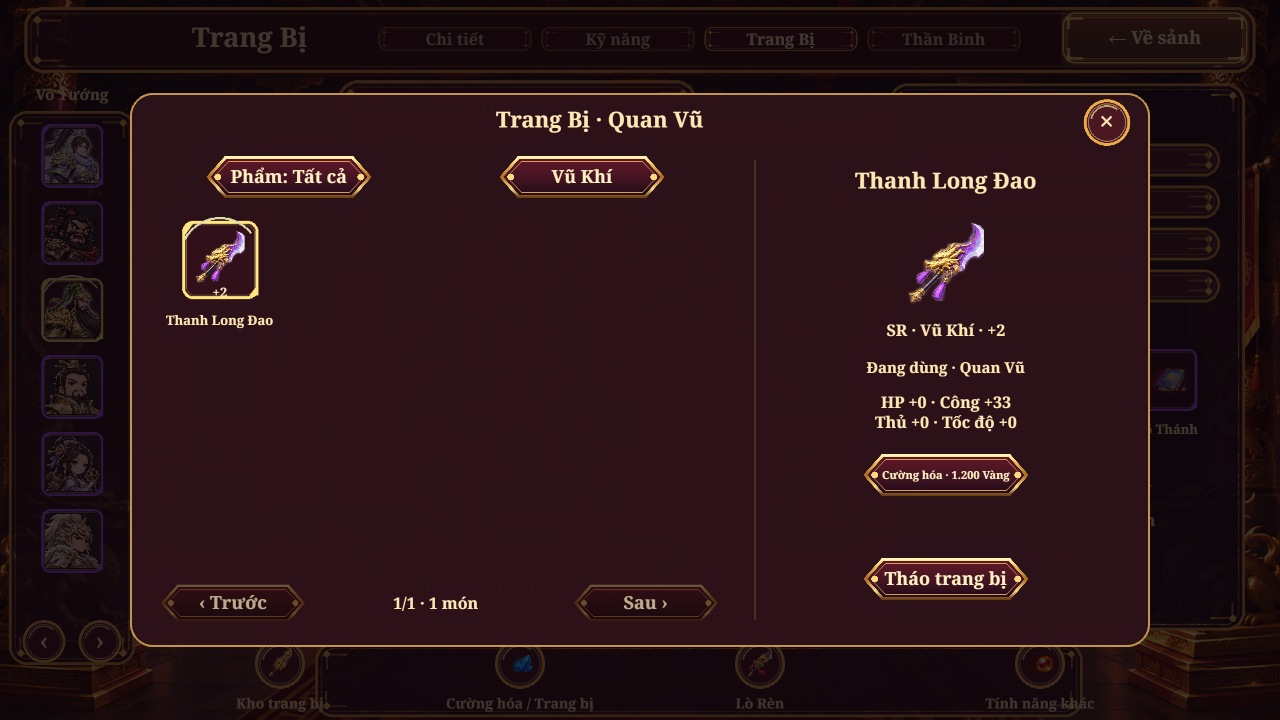 Trang Bị
Chi tiết
Kỹ năng
Trang Bị
Thần Binh
← Về sảnh
Võ Tướng
Trang Bị · Quan Vũ
×
Phẩm: Tất cả
Vũ Khí
+2
Thanh Long Đao
Thanh Long Đao
SR · Vũ Khí · +2
Đang dùng · Quan Vũ
HP +0 · Công +33
Thủ +0 · Tốc độ +0
Cường hóa · 1.200 Vàng
Tháo trang bị
‹ Trước
1/1 · 1 món
Sau ›
Thánh
‹
›
Kho trang bị
Cường hóa / Trang bị
Lò Rèn
Tính năng khác